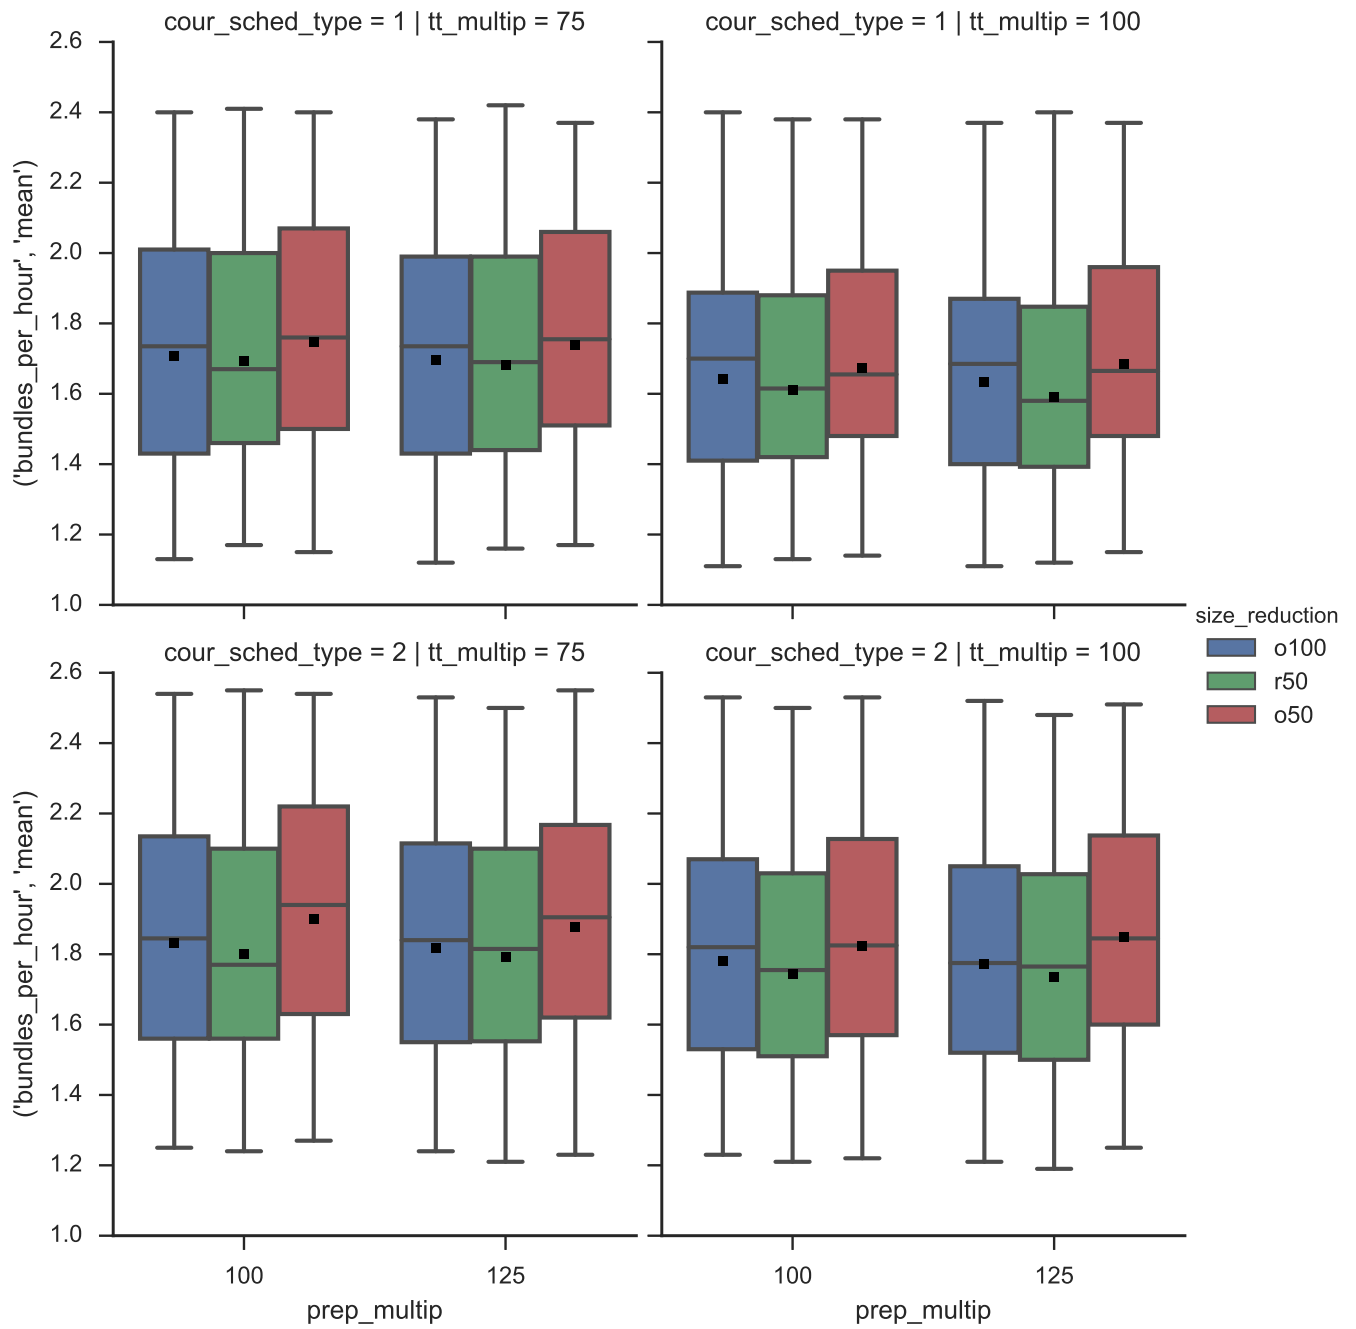 cour_sched_type = 1 | tt_multip = 75
cour_sched_type = 1 | tt_multip = 100
2.6
2.4
2.2
2.0
1.8
1.6
1.4
1.2
1.0
('bundles_per_hour', 'mean')
size_reduction
o100
r50
o50
cour_sched_type = 2 | tt_multip = 75
cour_sched_type = 2 | tt_multip = 100
2.6
2.4
2.2
2.0
1.8
1.6
1.4
1.2
1.0
('bundles_per_hour', 'mean')
100
125
100
125
prep_multip
prep_multip